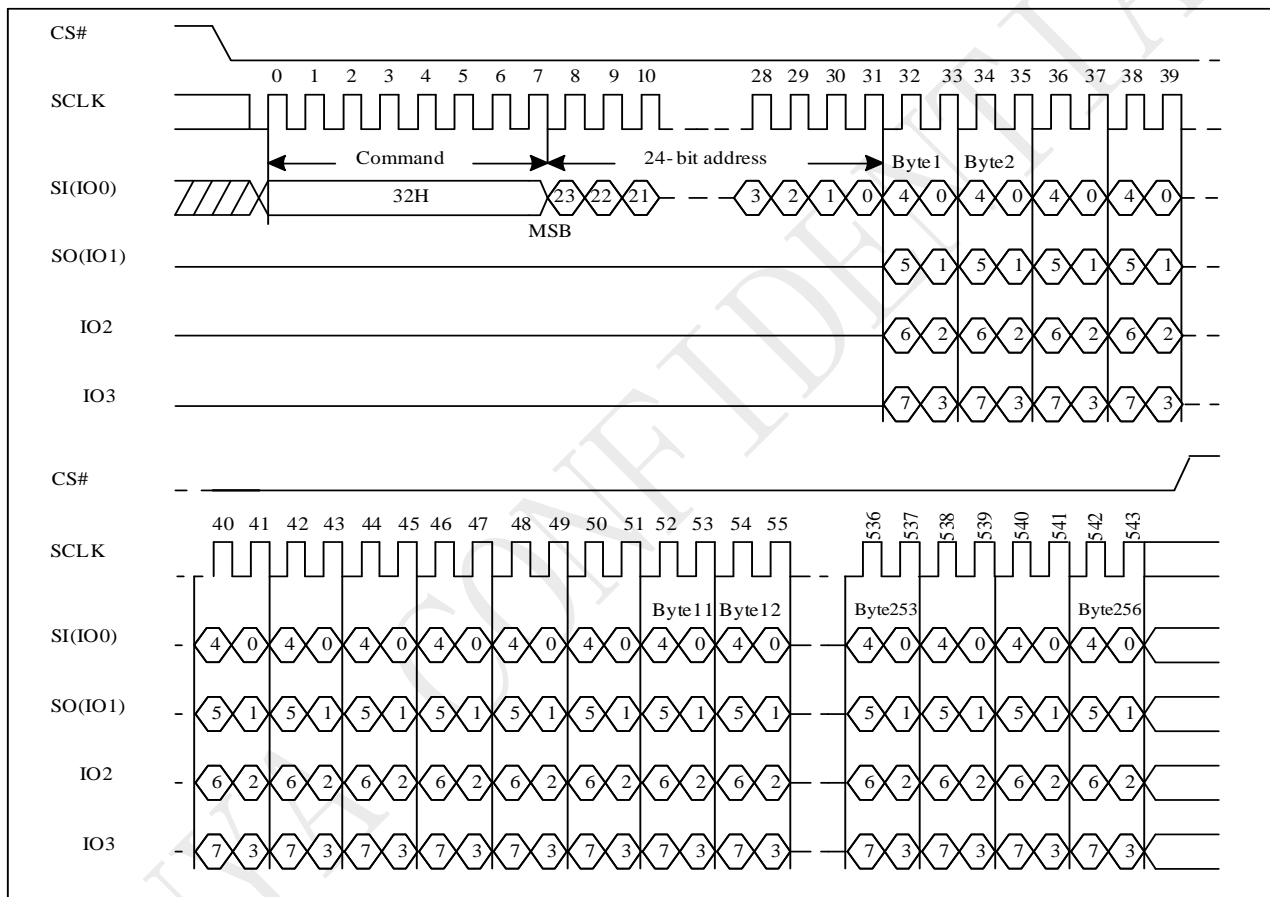 CS#
0 1 2 3 4 5 6 7 8 9 10 28 29 30 31 32 33 34 35 36 37 38 39
SCLK
Command 24-bit address Byte1 Byte2
SI(IO0) 32H 23 22 21 3 2 1 0 4 0 4 0 4 0 4 0
MSB
SO(IO1) 5 1 5 1 5 1 5 1
IO2 6 2 6 2 6 2 6 2
IO3 7 3 7 3 7 3 7 3
CS#
40 41 42 43 44 45 46 47 48 49 50 51 52 53 54 55 536 537 538 539 540 541 542 543
SCLK
Byte11 Byte12 Byte253 Byte256
SI(IO0) 4 0 4 0 4 0 4 0 4 0 4 0 4 0 4 0 4 0 4 0 4 0 4 0
SO(IO1) 5 1 5 1 5 1 5 1 5 1 5 1 5 1 5 1 5 1 5 1 5 1 5 1
IO2 6 2 6 2 6 2 6 2 6 2 6 2 6 2 6 2 6 2 6 2 6 2 6 2
IO3 7 3 7 3 7 3 7 3 7 3 7 3 7 3 7 3 7 3 7 3 7 3 7 3
YA CONFIDENTIA